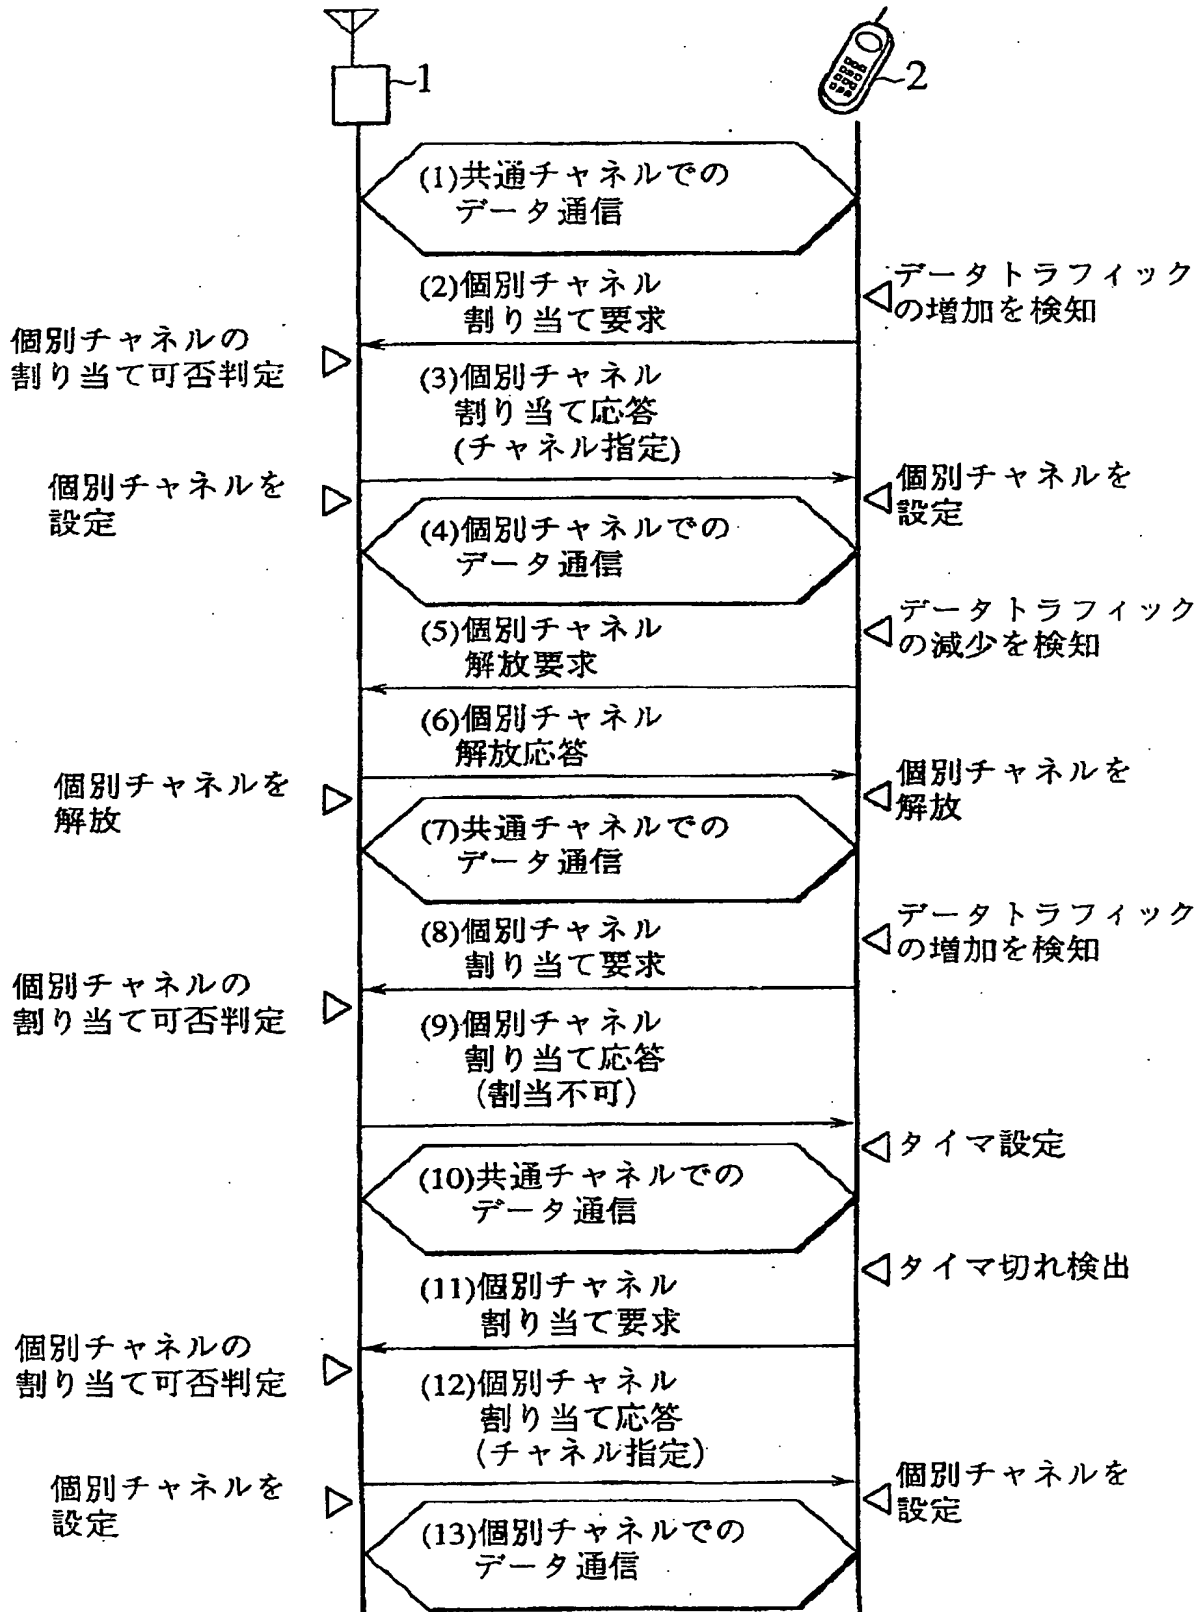 1
2
(1)共通チャネルでの
データ通信
データトラフィック
の増加を検知
(2)個別チャネル
割り当て要求
個別チャネルの
割り当て可否判定
(3)個別チャネル
割り当て応答
(チャネル指定)
個別チャネルを
設定
個別チャネルを
設定
(4)個別チャネルでの
データ通信
データトラフィック
の減少を検知
(5)個別チャネル
解放要求
(6)個別チャネル
解放応答
個別チャネルを
解放
個別チャネルを
解放
(7)共通チャネルでの
データ通信
データトラフィック
の増加を検知
(8)個別チャネル
割り当て要求
個別チャネルの
割り当て可否判定
(9)個別チャネル
割り当て応答
(割当不可)
タイマ設定
(10)共通チャネルでの
データ通信
タイマ切れ検出
(11)個別チャネル
割り当て要求
個別チャネルの
割り当て可否判定
(12)個別チャネル
割り当て応答
(チャネル指定)
個別チャネルを
設定
個別チャネルを
設定
(13)個別チャネルでの
データ通信